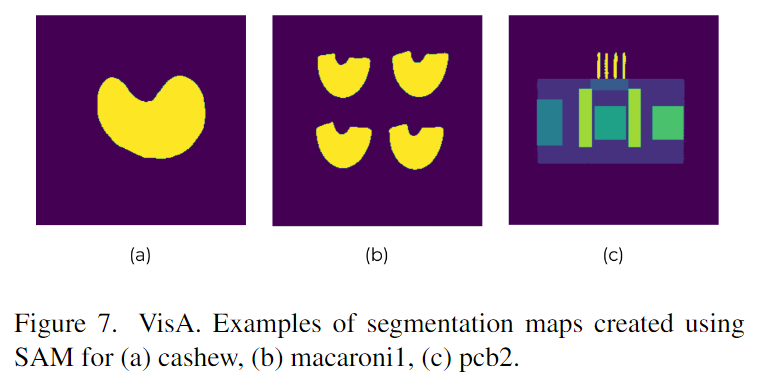 (a)
(b)
(c)
Figure 7. VisA. Examples of segmentation maps created using
SAM for (a) cashew, (b) macaroni1, (c) pcb2.